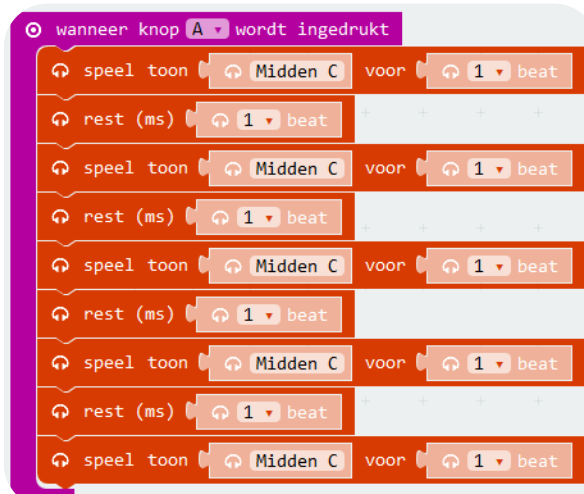 wanneer knop A wordt ingedrukt
speel toon Midden C voor 1 beat
rest (ms) 1 beat
speel toon Midden C voor 1 beat
rest (ms) 1 beat
speel toon Midden C voor 1 beat
rest (ms) 1 beat
speel toon Midden C voor 1 beat
rest (ms) 1 beat
speel toon Midden C voor 1 beat